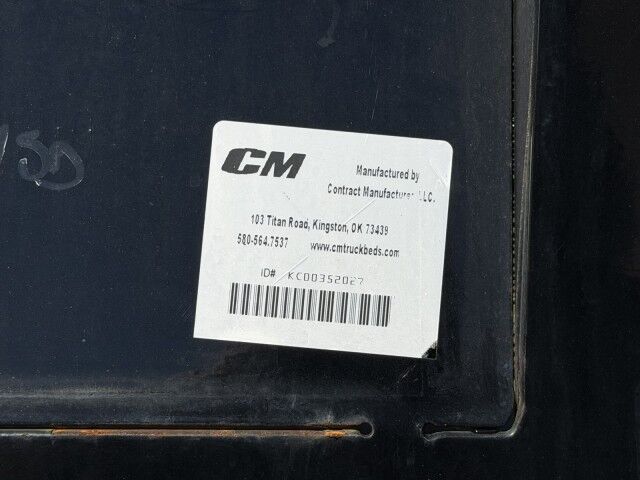 CM
Manufactured by
Contract Manufacturer LLC.
103 Titan Road, Kingston, OK 73439
580-564.7537 www.cmtruckbeds.com
ID# KC00352027